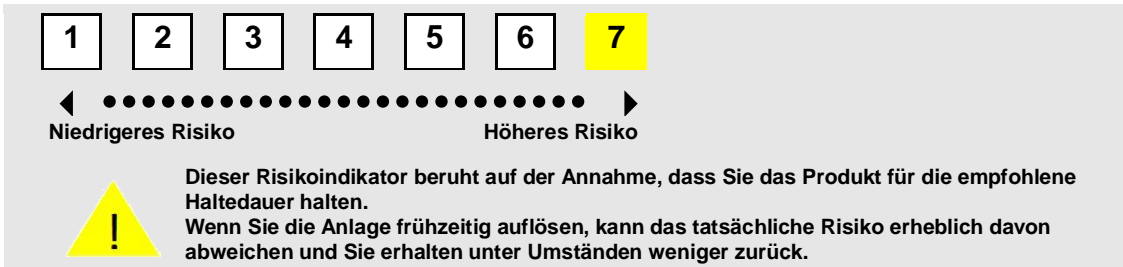 1 2 3 4 5 6 7
Niedrigeres Risiko Höheres Risiko
Dieser Risikoindikator beruht auf der Annahme, dass Sie das Produkt für die empfohlene
Haltedauer halten.
Wenn Sie die Anlage frühzeitig auflösen, kann das tatsächliche Risiko erheblich davon
abweichen und Sie erhalten unter Umständen weniger zurück.
!